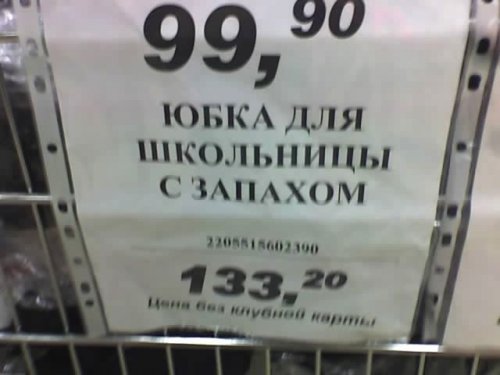 99,90
ЮБКА ДЛЯ
ШКОЛЬНИЦЫ
С ЗАПАХОМ
2205515602390
133,20
Цена без клубной карты